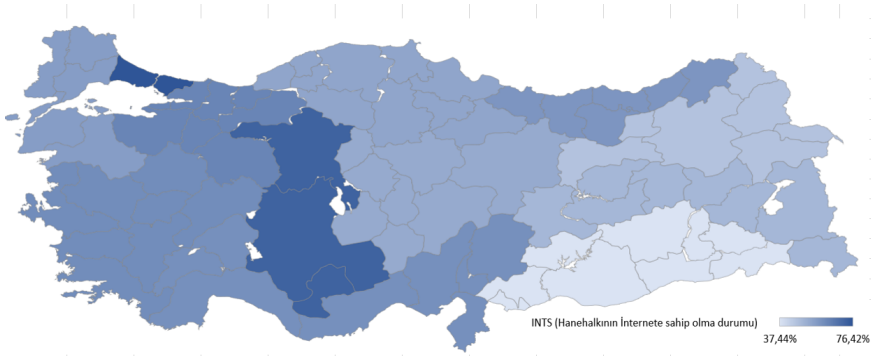 INTS (Hanehalkının İnternete sahip olma durumu)
37,44% 76,42%